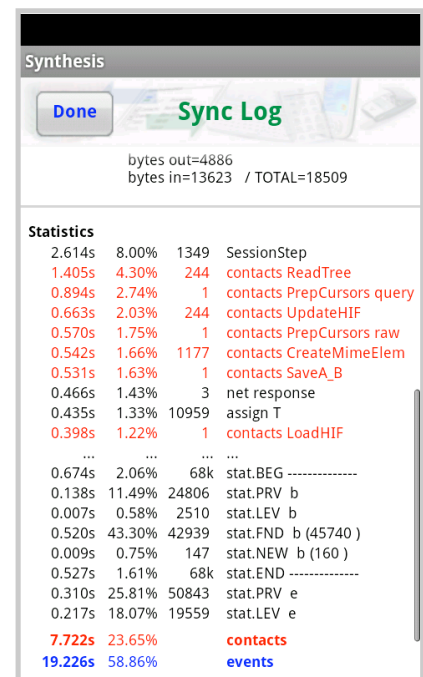 Synthesis
Done
Sync Log
bytes out=4886
bytes in=13623 / TOTAL=18509
Statistics
2.614s 8.00% 1349 SessionStep
1.405s 4.30% 244 contacts ReadTree
0.894s 2.74% 1 contacts PrepCursors query
0.663s 2.03% 244 contacts UpdateHIF
0.570s 1.75% 1 contacts PrepCursors raw
0.542s 1.66% 1177 contacts CreateMimeElem
0.531s 1.63% 1 contacts SaveA_B
0.466s 1.43% 3 net response
0.435s 1.33% 10959 assign T
0.398s 1.22% 1 contacts LoadHIF
... ... ... ...
0.674s 2.06% 68k stat.BEG --------------
0.138s 11.49% 24806 stat.PRV b
0.007s 0.58% 2510 stat.LEV b
0.520s 43.30% 42939 stat.FND b (45740 )
0.009s 0.75% 147 stat.NEW b (160 )
0.527s 1.61% 68k stat.END --------------
0.310s 25.81% 50843 stat.PRV e
0.217s 18.07% 19559 stat.LEV e
7.722s 23.65% contacts
19.226s 58.86% events